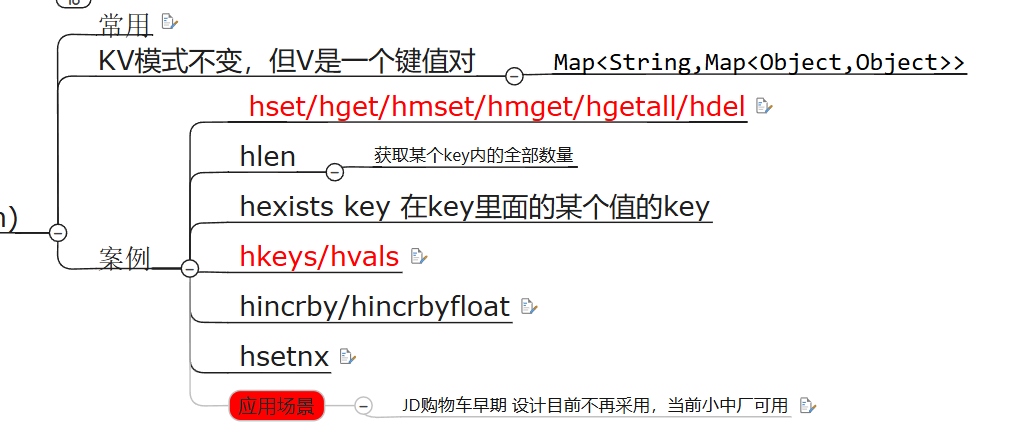 常用
KV模式不变，但V是一个键值对
Map<String,Map<Object,Object>>
hset/hget/hmset/hmget/hgetall/hdel
hlen
获取某个key内的全部数量
hexists key 在key里面的某个值的key
案例
hkeys/hvals
hincrby/hincrbyfloat
hsetnx
应用场景
JD购物车早期 设计目前不再采用，当前小中厂可用